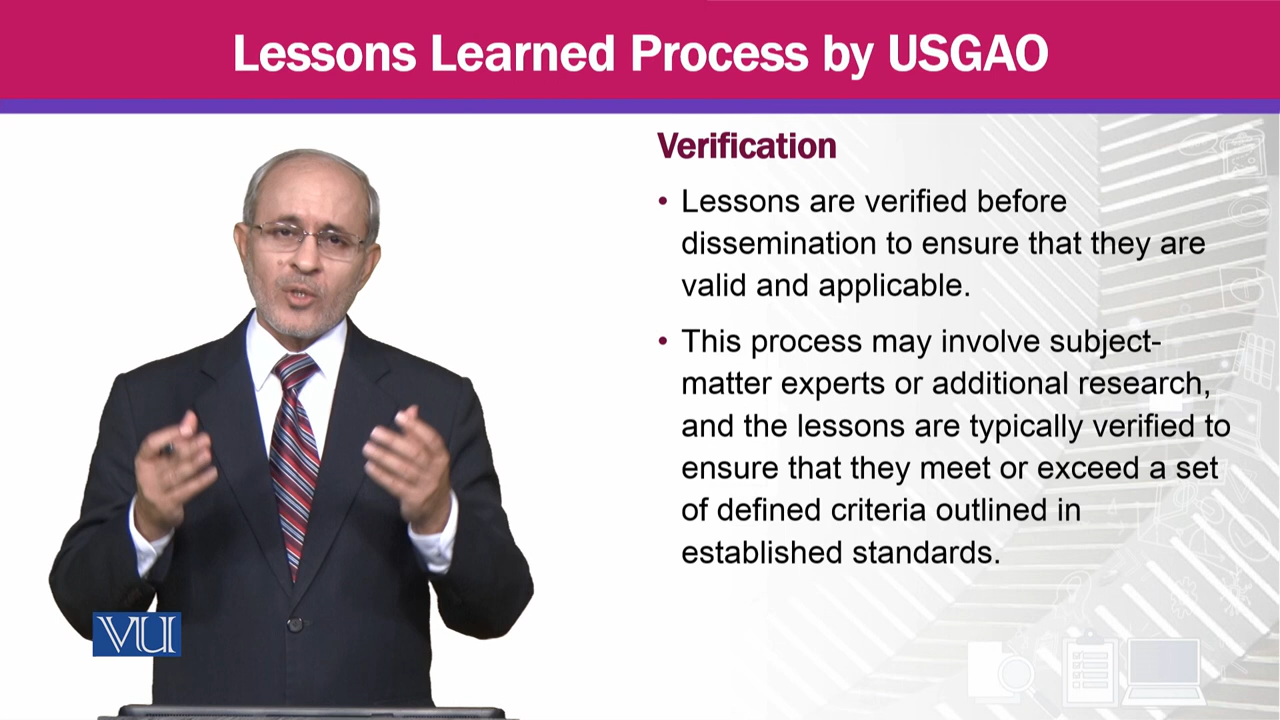 Lessons Learned Process by USGAO
Verification
• Lessons are verified before
dissemination to ensure that they are
valid and applicable.
• This process may involve subject-
matter experts or additional research,
and the lessons are typically verified to
ensure that they meet or exceed a set
of defined criteria outlined in
established standards.
VU